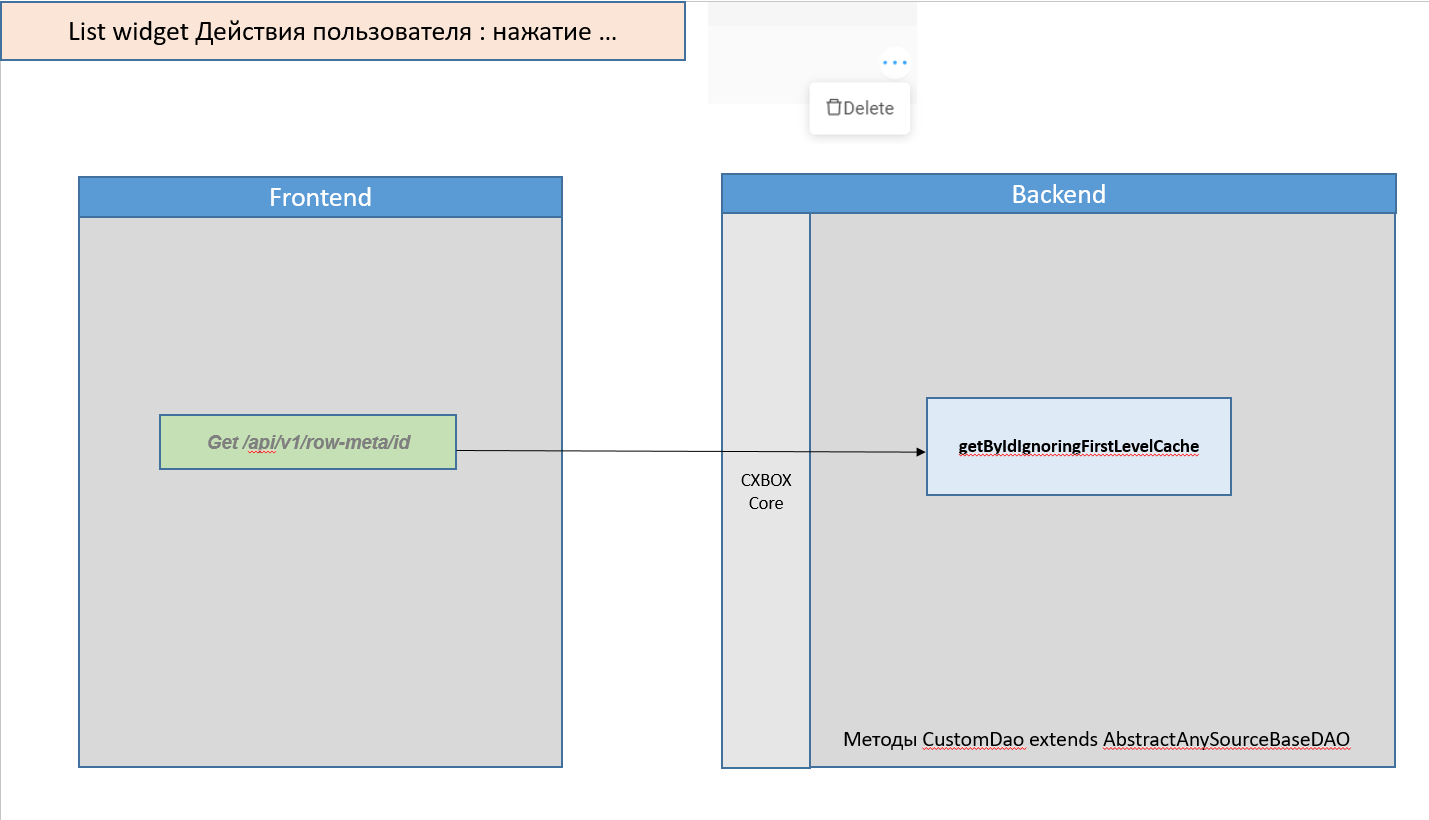 List widget Действия пользователя : нажатие ...
Delete
Frontend
Backend
Get /api/v1/row-meta/id
getByIdIgnoringFirstLevelCache
CXBOX
Core
Методы CustomDao extends AbstractAnySourceBaseDAO